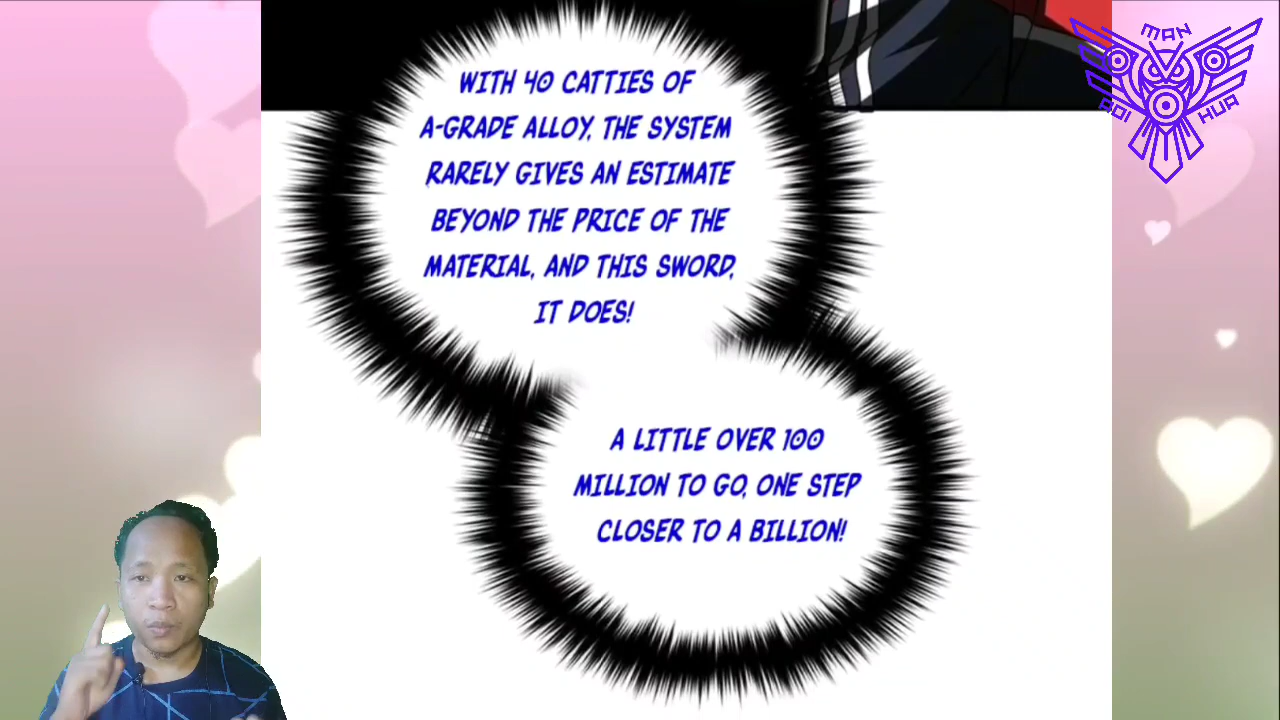 WITH 40 CATTIES OF
A-GRADE ALLOY, THE SYSTEM
RARELY GIVES AN ESTIMATE
BEYOND THE PRICE OF THE
MATERIAL, AND THIS SWORD,
IT DOES!
A LITTLE OVER 100
MILLION TO GO, ONE STEP
CLOSER TO A BILLION!
MAN
ROI HUA